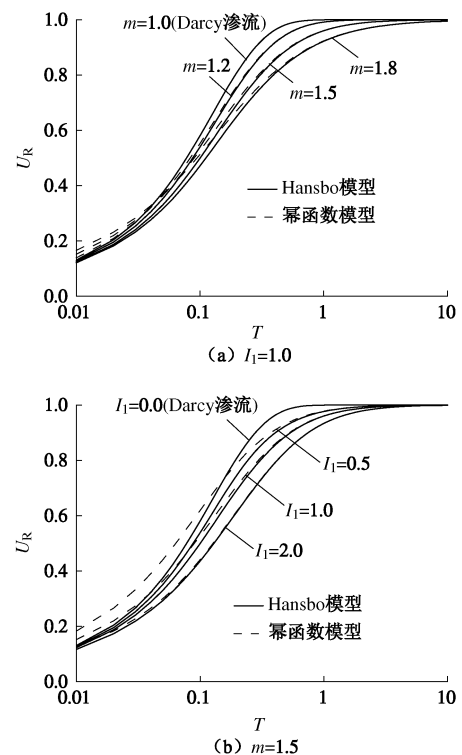 1.0
m=1.0(Darcy渗流)
m=1.2
m=1.8
m=1.5
0.8
0.6
U_R
0.4
Hansbo模型
幂函数模型
0.2
0.0
0.01 0.1 1 10
T
（a）I₁=1.0
1.0
I₁=0.0(Darcy渗流)
0.8
I₁=0.5
I₁=1.0
0.6
I₁=2.0
U_R
0.4
Hansbo模型
幂函数模型
0.2
0.0
0.01 0.1 1 10
T
（b）m=1.5